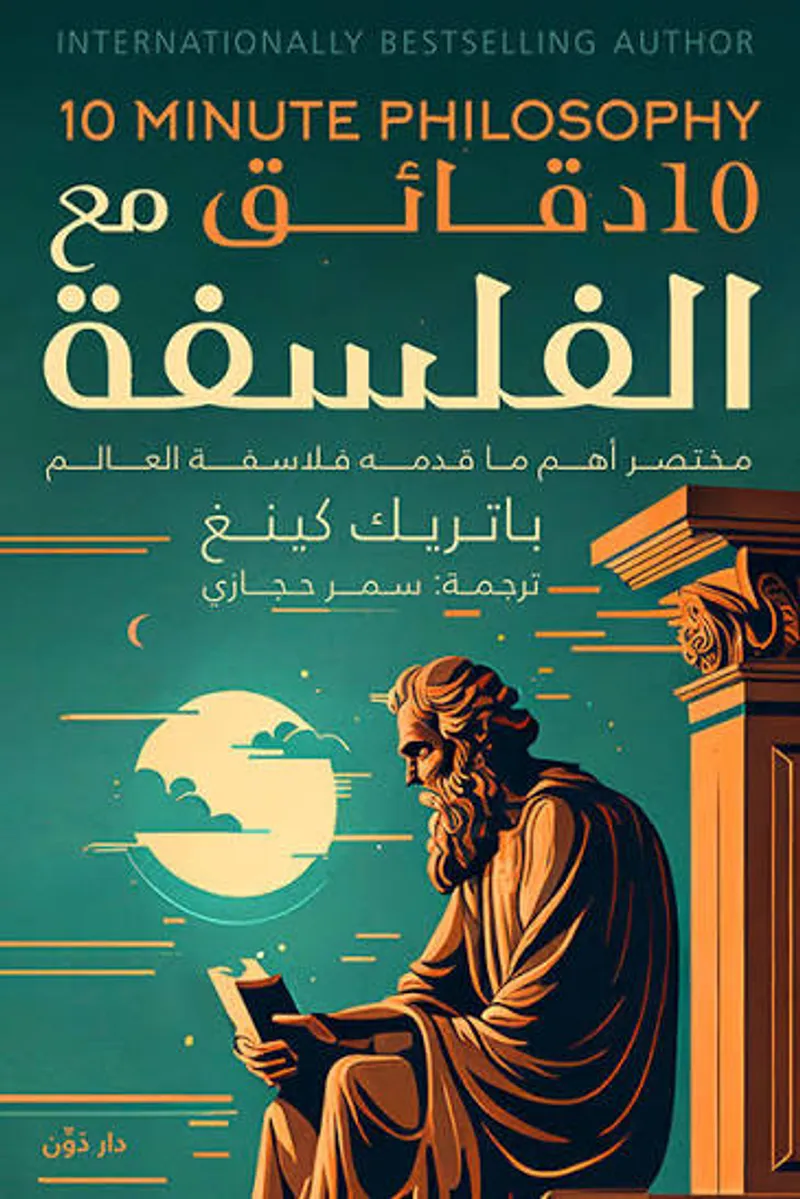 INTERNATIONALLY BESTSELLING AUTHOR
10 MINUTE PHILOSOPHY
10 دقائق مع
الفلسفة
مختصر أهم ما قدمه فلاسفة العالم
باتريك كينغ
ترجمة: سمر حجازي
دار دَوِّن